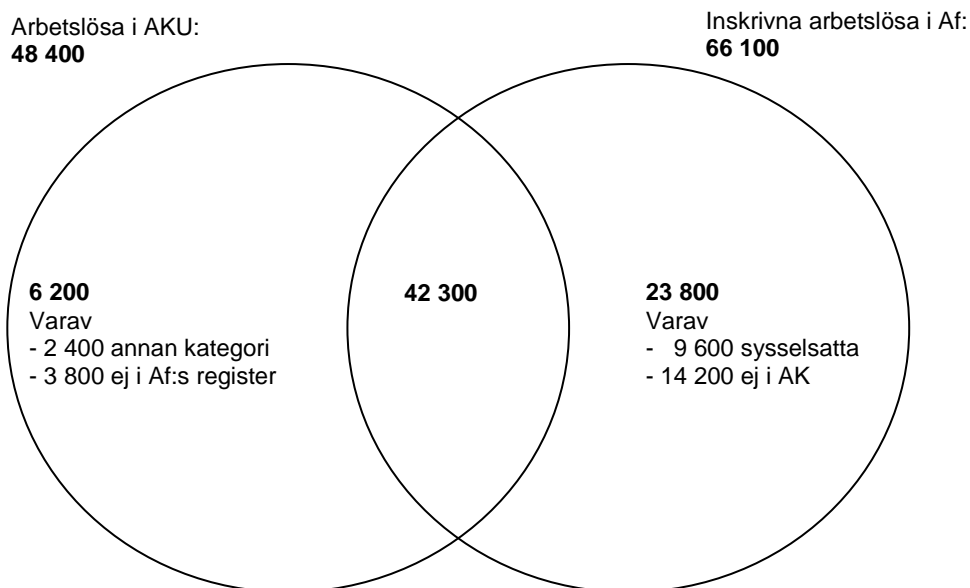 Arbetslösa i AKU:
48 400
Inskrivna arbetslösa i Af:
66 100
6 200
Varav
- 2 400 annan kategori
- 3 800 ej i Af:s register
42 300
23 800
Varav
- 9 600 sysselsatta
- 14 200 ej i AK